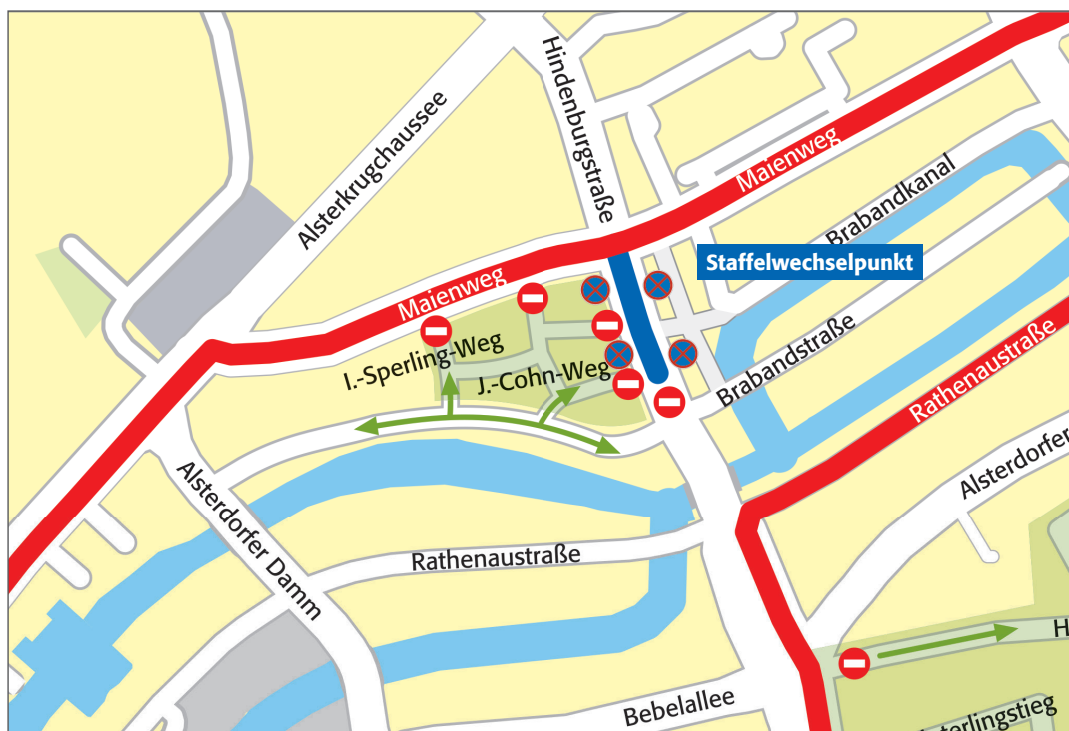 Hindenburgstraße
Alsterkrugchaussee
Maienweg
Brabandkanal
Staffelwechselpunkt
Maienweg
I.-Sperling-Weg
J.-Cohn-Weg
Brabandstraße
Rathenaustraße
Alsterdorfer
Alsterdorfer Damm
Rathenaustraße
H
Bebelallee